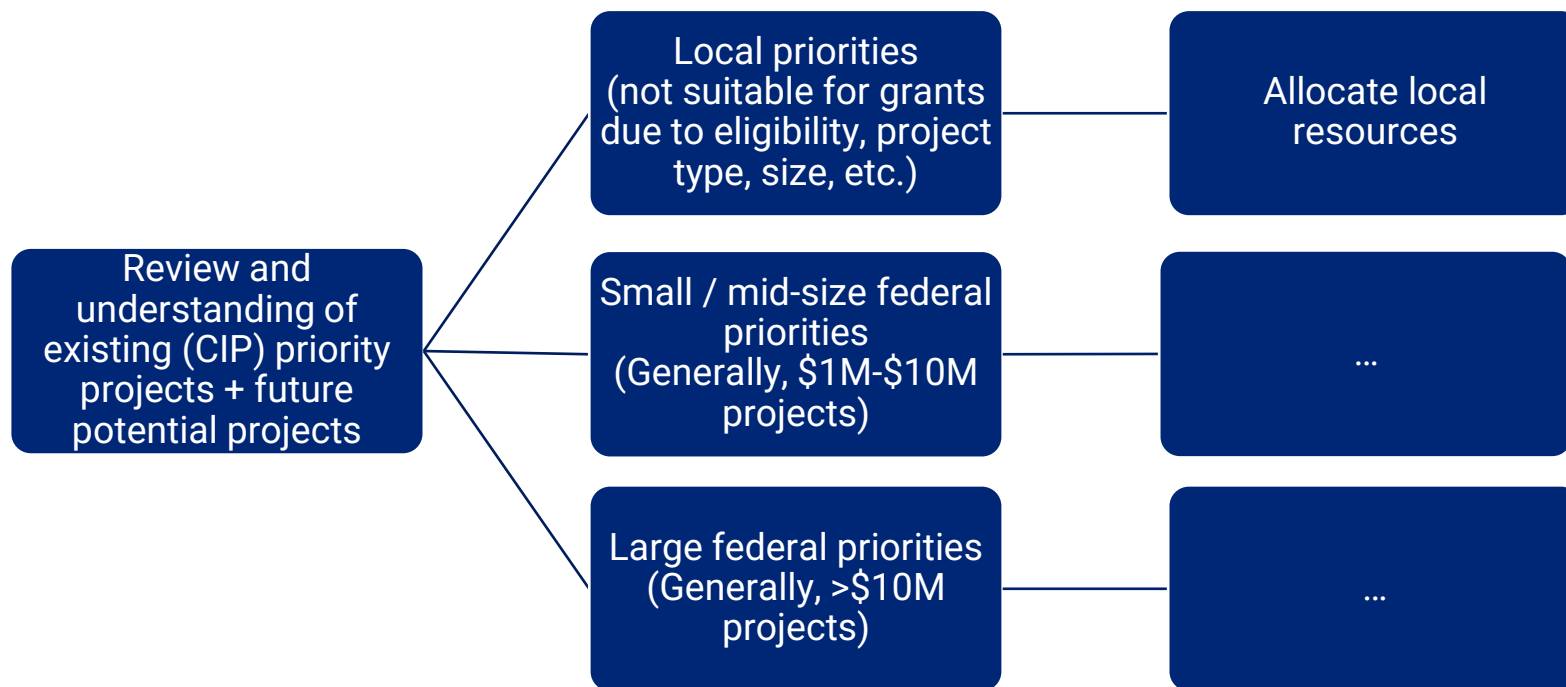 Local priorities
(not suitable for grants
due to eligibility, project
type, size, etc.)
Allocate local
resources
Review and
understanding of
existing (CIP) priority
projects + future
potential projects
Small / mid-size federal
priorities
(Generally, $1M-$10M
projects)
...
Large federal priorities
(Generally, >$10M
projects)
...